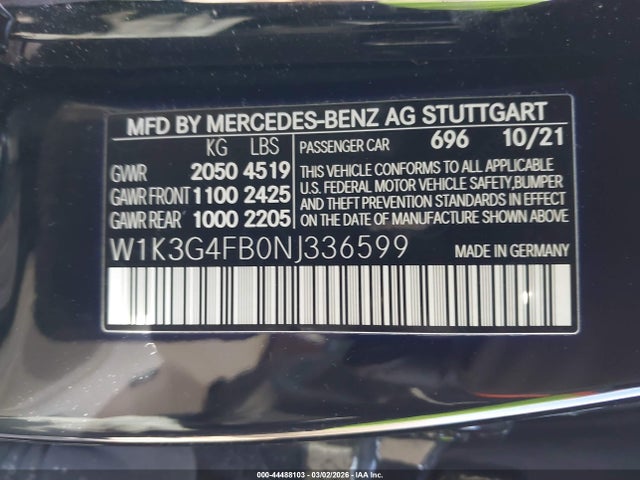 MFD BY MERCEDES-BENZ AG STUTTGART
KG LBS PASSENGER CAR 696 10/21
GVWR 2050 4519 THIS VEHICLE CONFORMS TO ALL APPLICABLE
GAWR FRONT 1100 2425 U.S. FEDERAL MOTOR VEHICLE SAFETY, BUMPER
AND THEFT PREVENTION STANDARDS IN EFFECT
GAWR REAR 1000 2205 ON THE DATE OF MANUFACTURE SHOWN ABOVE.
W1K3G4FB0NJ336599 MADE IN GERMANY
000-44488103 - 03/02/2026 - IAA Inc.